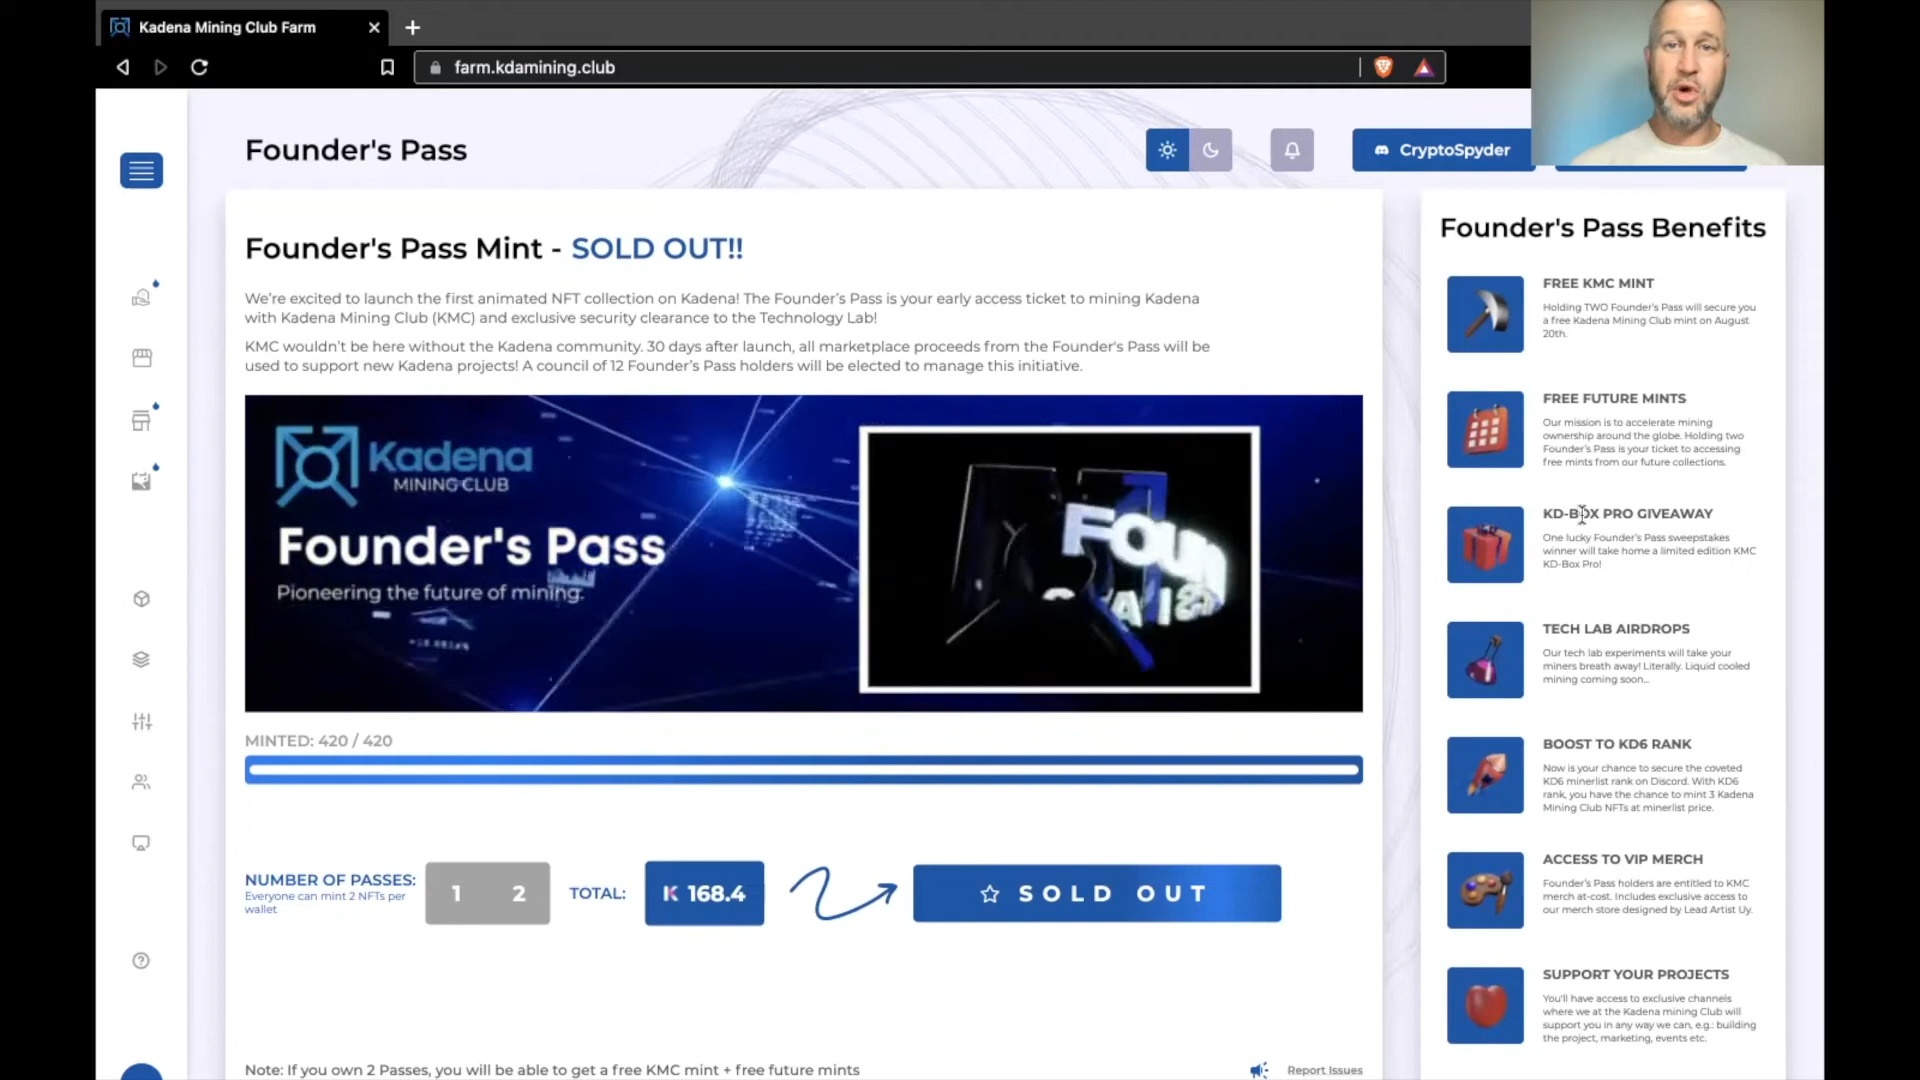 Kadena Mining Club Farm
farm.kdamining.club
Founder's Pass
CryptoSpyder
Founder's Pass Mint - SOLD OUT!!
We're excited to launch the first animated NFT collection on Kadena! The Founder's Pass is your early access ticket to mining Kadena
with Kadena Mining Club (KMC) and exclusive security clearance to the Technology Lab!
KMC wouldn't be here without the Kadena community. 30 days after launch, all marketplace proceeds from the Founder's Pass will be
used to support new Kadena projects! A council of 12 Founder's Pass holders will be elected to manage this initiative.
Kadena
MINING CLUB
Founder's Pass
Pioneering the future of mining.
MINTED: 420 / 420
NUMBER OF PASSES:
Everyone can mint 2 NFTs per
wallet
1 2
TOTAL:
K 168.4
SOLD OUT
Note: If you own 2 Passes, you will be able to get a free KMC mint + free future mints
Report Issues
Founder's Pass Benefits
FREE KMC MINT
Holding TWO Founder's Pass will secure you
a free Kadena Mining Club mint on August
20th.
FREE FUTURE MINTS
Our mission is to accelerate mining
ownership around the globe. Holding two
Founder's Pass is your ticket to accessing
free mints from our future collections.
KD-BOX PRO GIVEAWAY
One lucky Founder's Pass sweepstakes
winner will take home a limited edition KMC
KD-Box Pro!
TECH LAB AIRDROPS
Our tech lab experiments will take your
miners breath away! Literally. Liquid cooled
mining coming soon...
BOOST TO KD6 RANK
Now is your chance to secure the coveted
KD6 minerlist rank on Discord. With KD6
rank, you have the chance to mint 3 Kadena
Mining Club NFTs at minerlist price.
ACCESS TO VIP MERCH
Founder's Pass holders are entitled to KMC
merch at-cost. Includes exclusive access to
our merch store designed by Lead Artist Uy.
SUPPORT YOUR PROJECTS
You'll have access to exclusive channels
where we at the Kadena mining Club will
support you in any way we can, e.g.: building
the project, marketing, events etc.